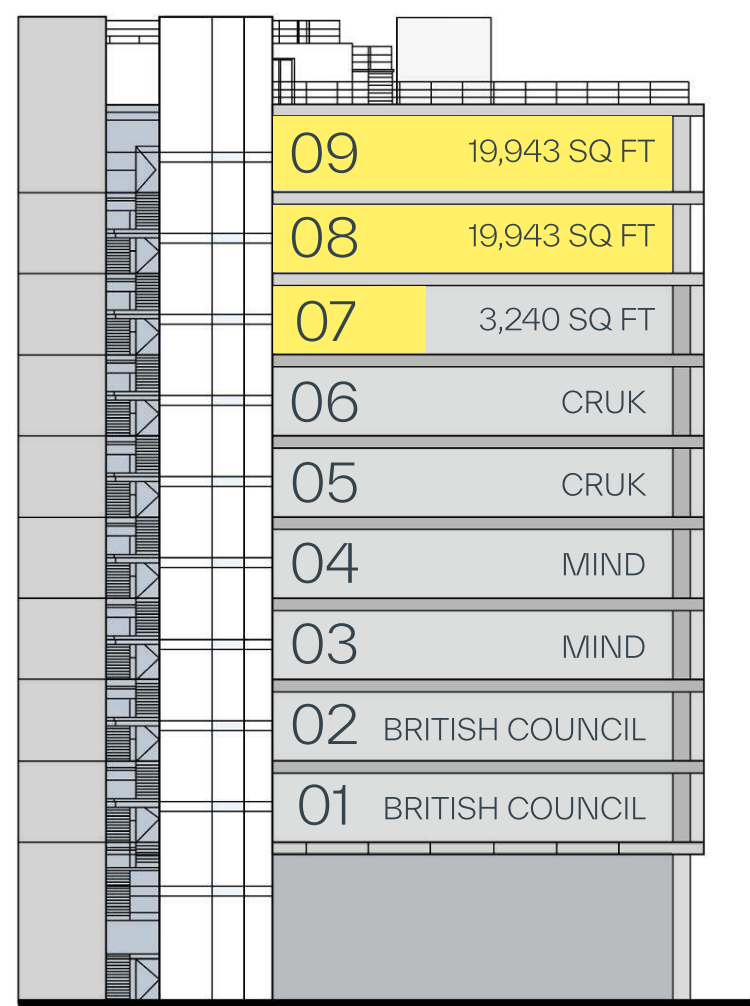 09 19,943 SQ FT
08 19,943 SQ FT
07 3,240 SQ FT
06 CRUK
05 CRUK
04 MIND
03 MIND
02 BRITISH COUNCIL
01 BRITISH COUNCIL